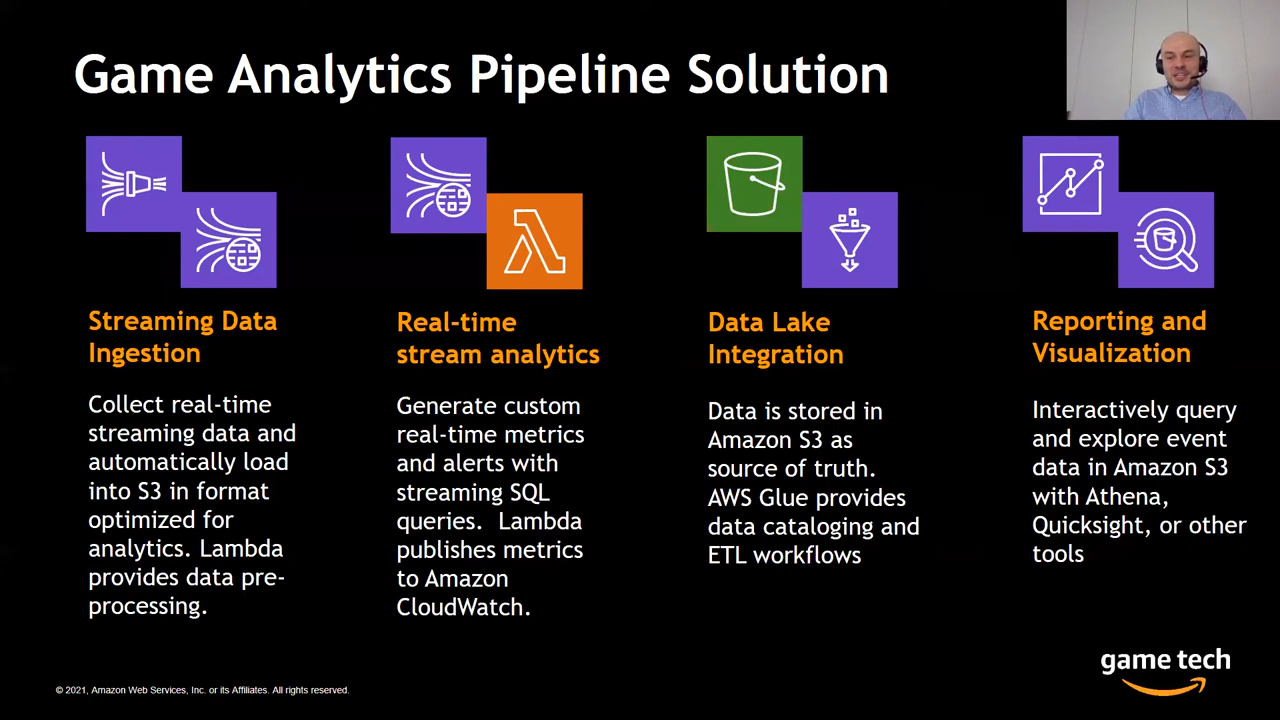 Game Analytics Pipeline Solution
Streaming Data
Ingestion
Collect real-time
streaming data and
automatically load
into S3 in format
optimized for
analytics. Lambda
provides data pre-
processing.
Real-time
stream analytics
Generate custom
real-time metrics
and alerts with
streaming SQL
queries. Lambda
publishes metrics
to Amazon
CloudWatch.
Data Lake
Integration
Data is stored in
Amazon S3 as
source of truth.
AWS Glue provides
data cataloging and
ETL workflows
Reporting and
Visualization
Interactively query
and explore event
data in Amazon S3
with Athena,
Quicksight, or other
tools
© 2021, Amazon Web Services, Inc. or its Affiliates. All rights reserved.
game tech